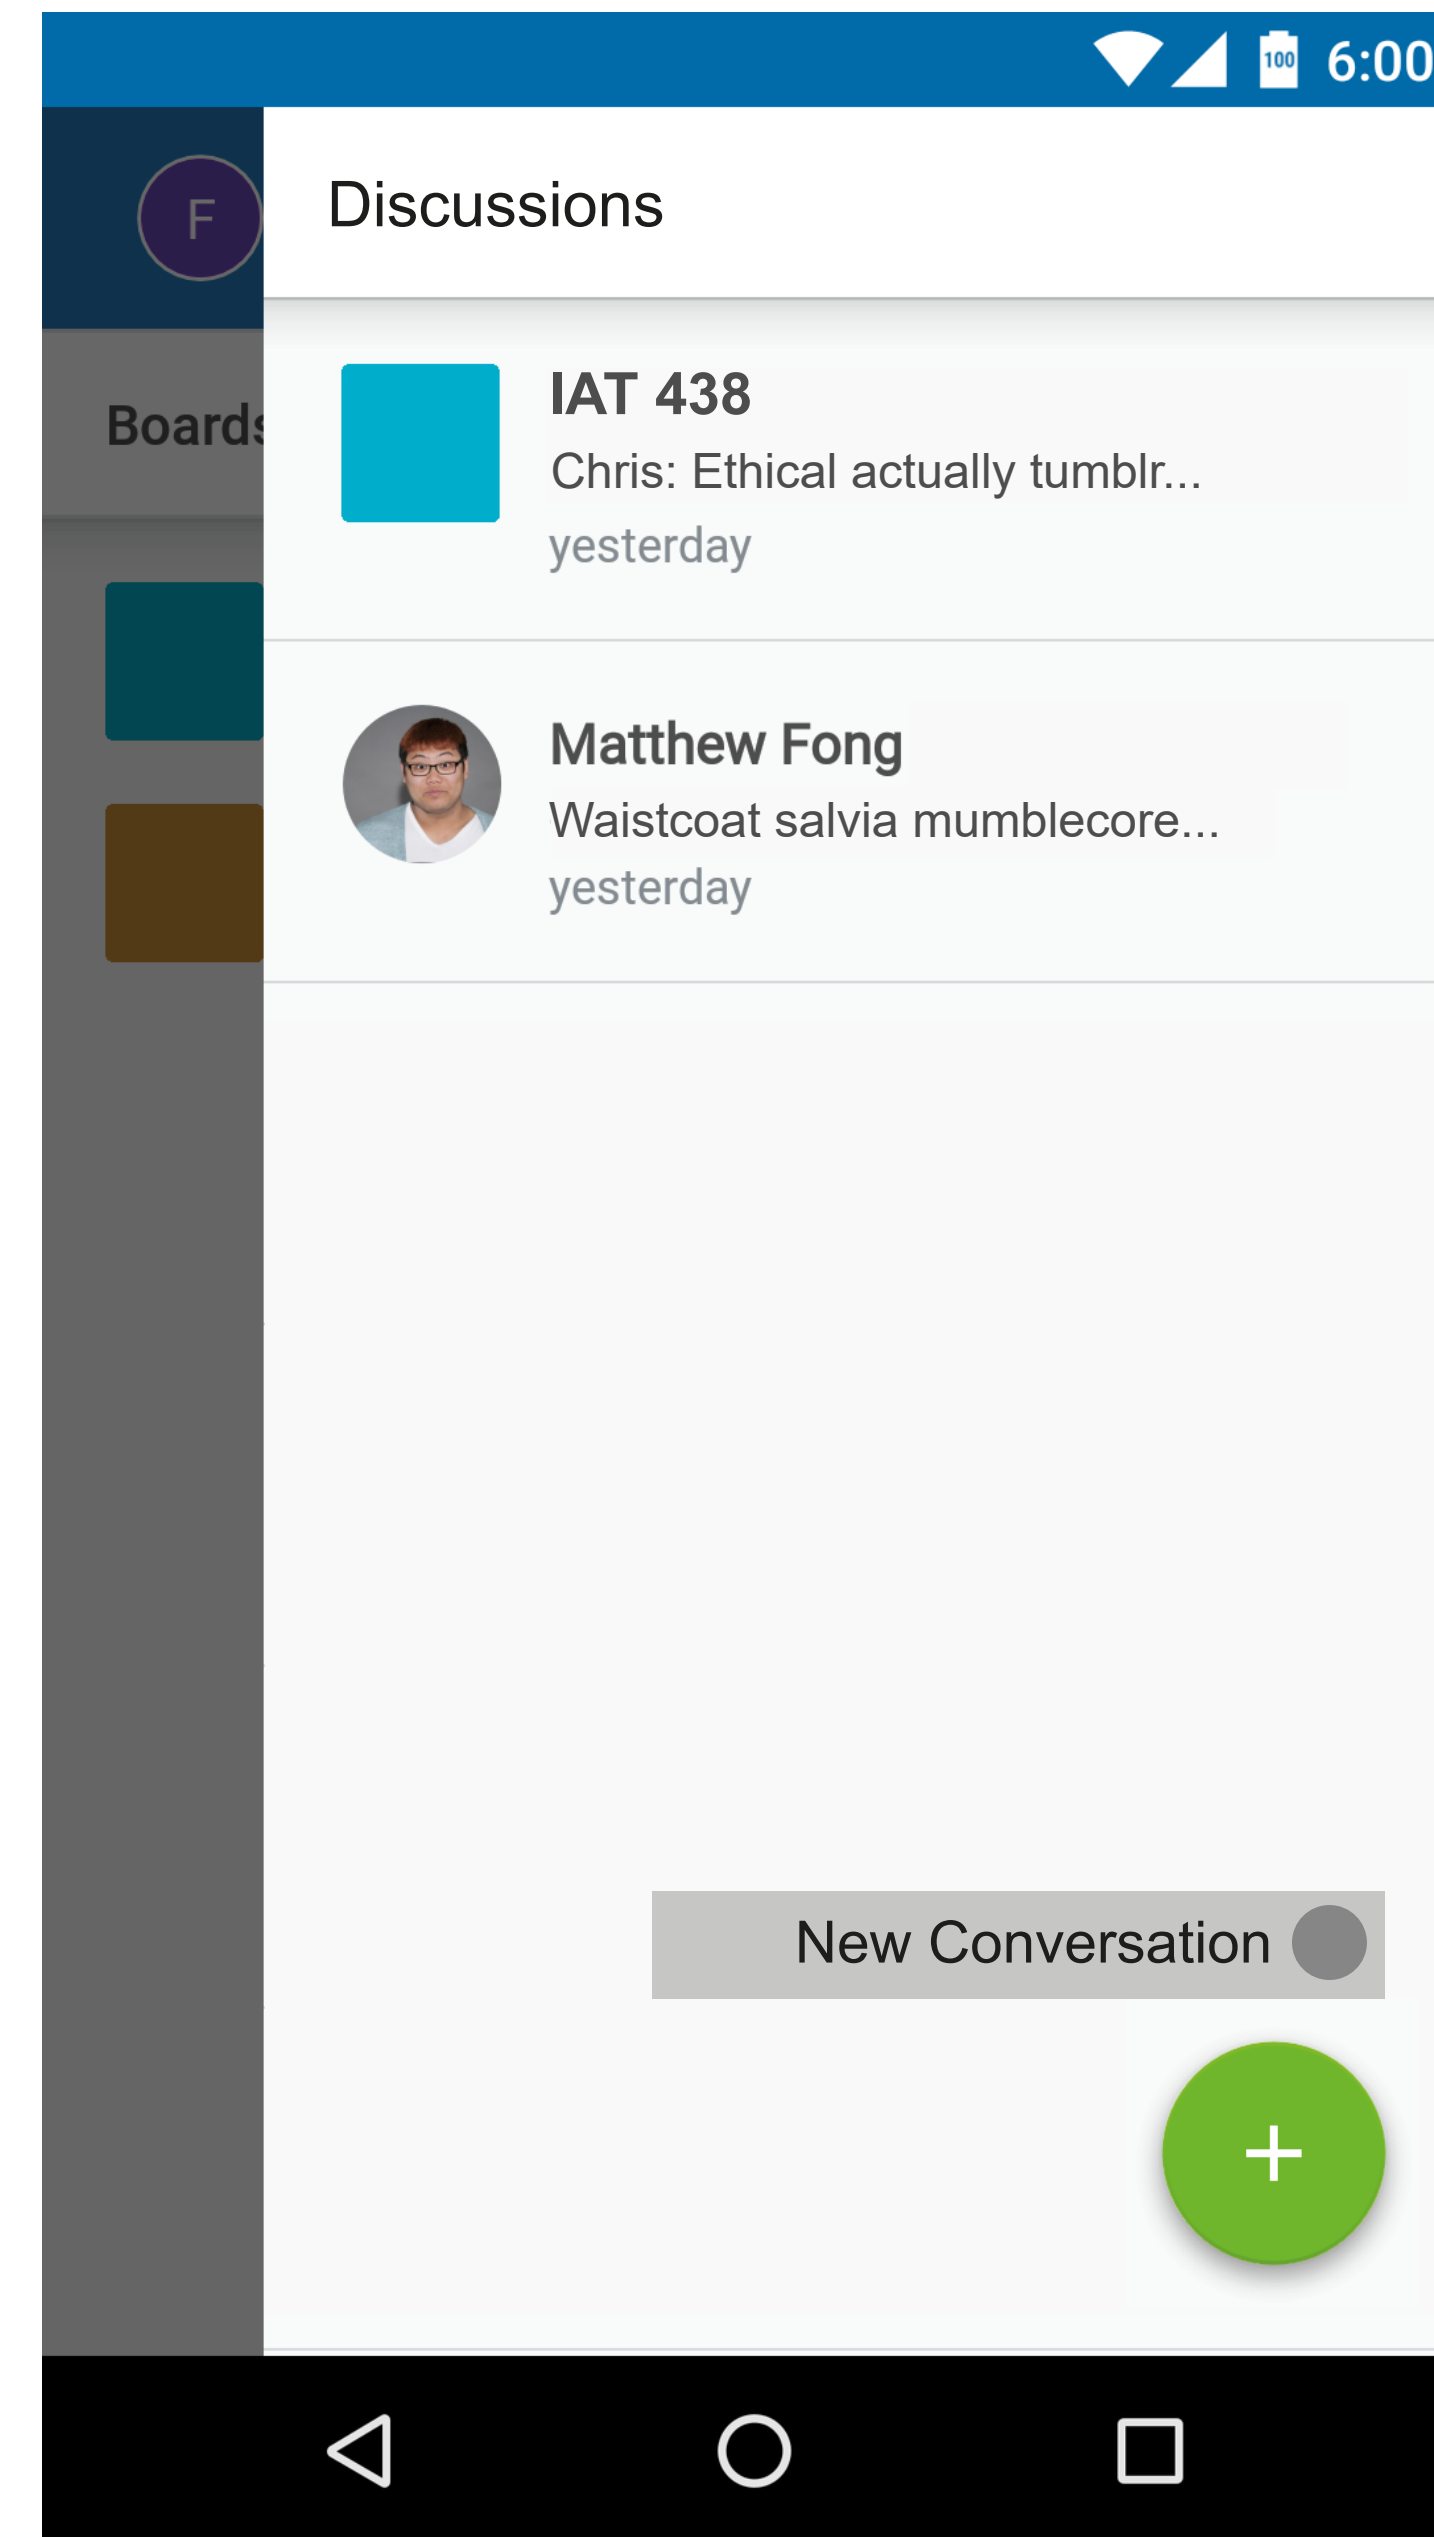 100 6:00
F
Discussions
Boards
IAT 438
Chris: Ethical actually tumblr...
yesterday
Matthew Fong
Waistcoat salvia mumblecore...
yesterday
New Conversation
+